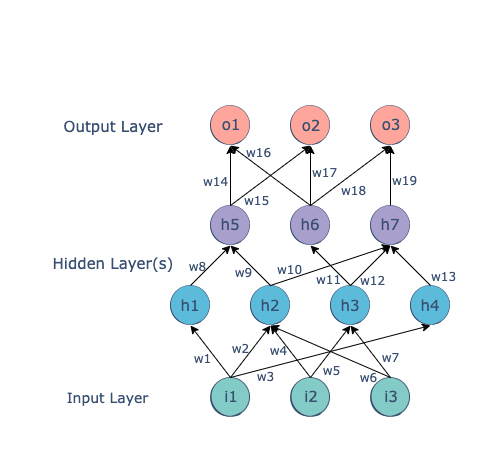 Output Layer o1 o2 o3
w16
w14 w17
w15 w18 w19
h5 h6 h7
Hidden Layer(s) w8 w9 w10 w11 w12 w13
h1 h2 h3 h4
w1 w2 w4 w7
w3 w5 w6
Input Layer i1 i2 i3